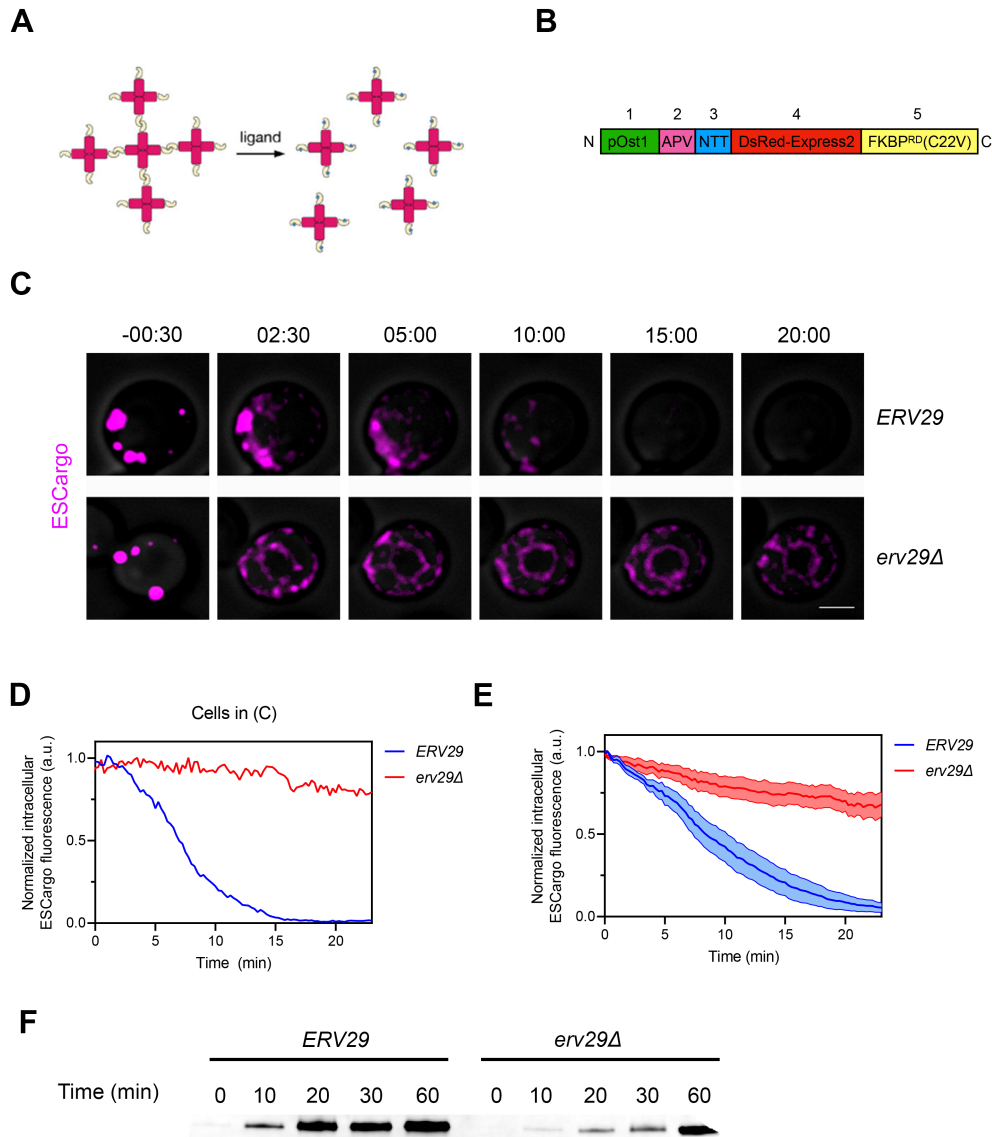 A
ligand
B
1 2 3 4 5
N pOst1 APV NTT DsRed-Express2 FKBPᴿᴰ(C22V) C
C
-00:30 02:30 05:00 10:00 15:00 20:00
ESCargo
ERV29
erv29Δ
D
Cells in (C)
Normalized intracellular
ESCargo fluorescence (a.u.)
1.0
0.5
0.0
0 5 10 15 20
Time (min)
ERV29
erv29Δ
E
Normalized intracellular
ESCargo fluorescence (a.u.)
1.0
0.5
0.0
0 5 10 15 20
Time (min)
ERV29
erv29Δ
F
ERV29 erv29Δ
Time (min) 0 10 20 30 60 0 10 20 30 60